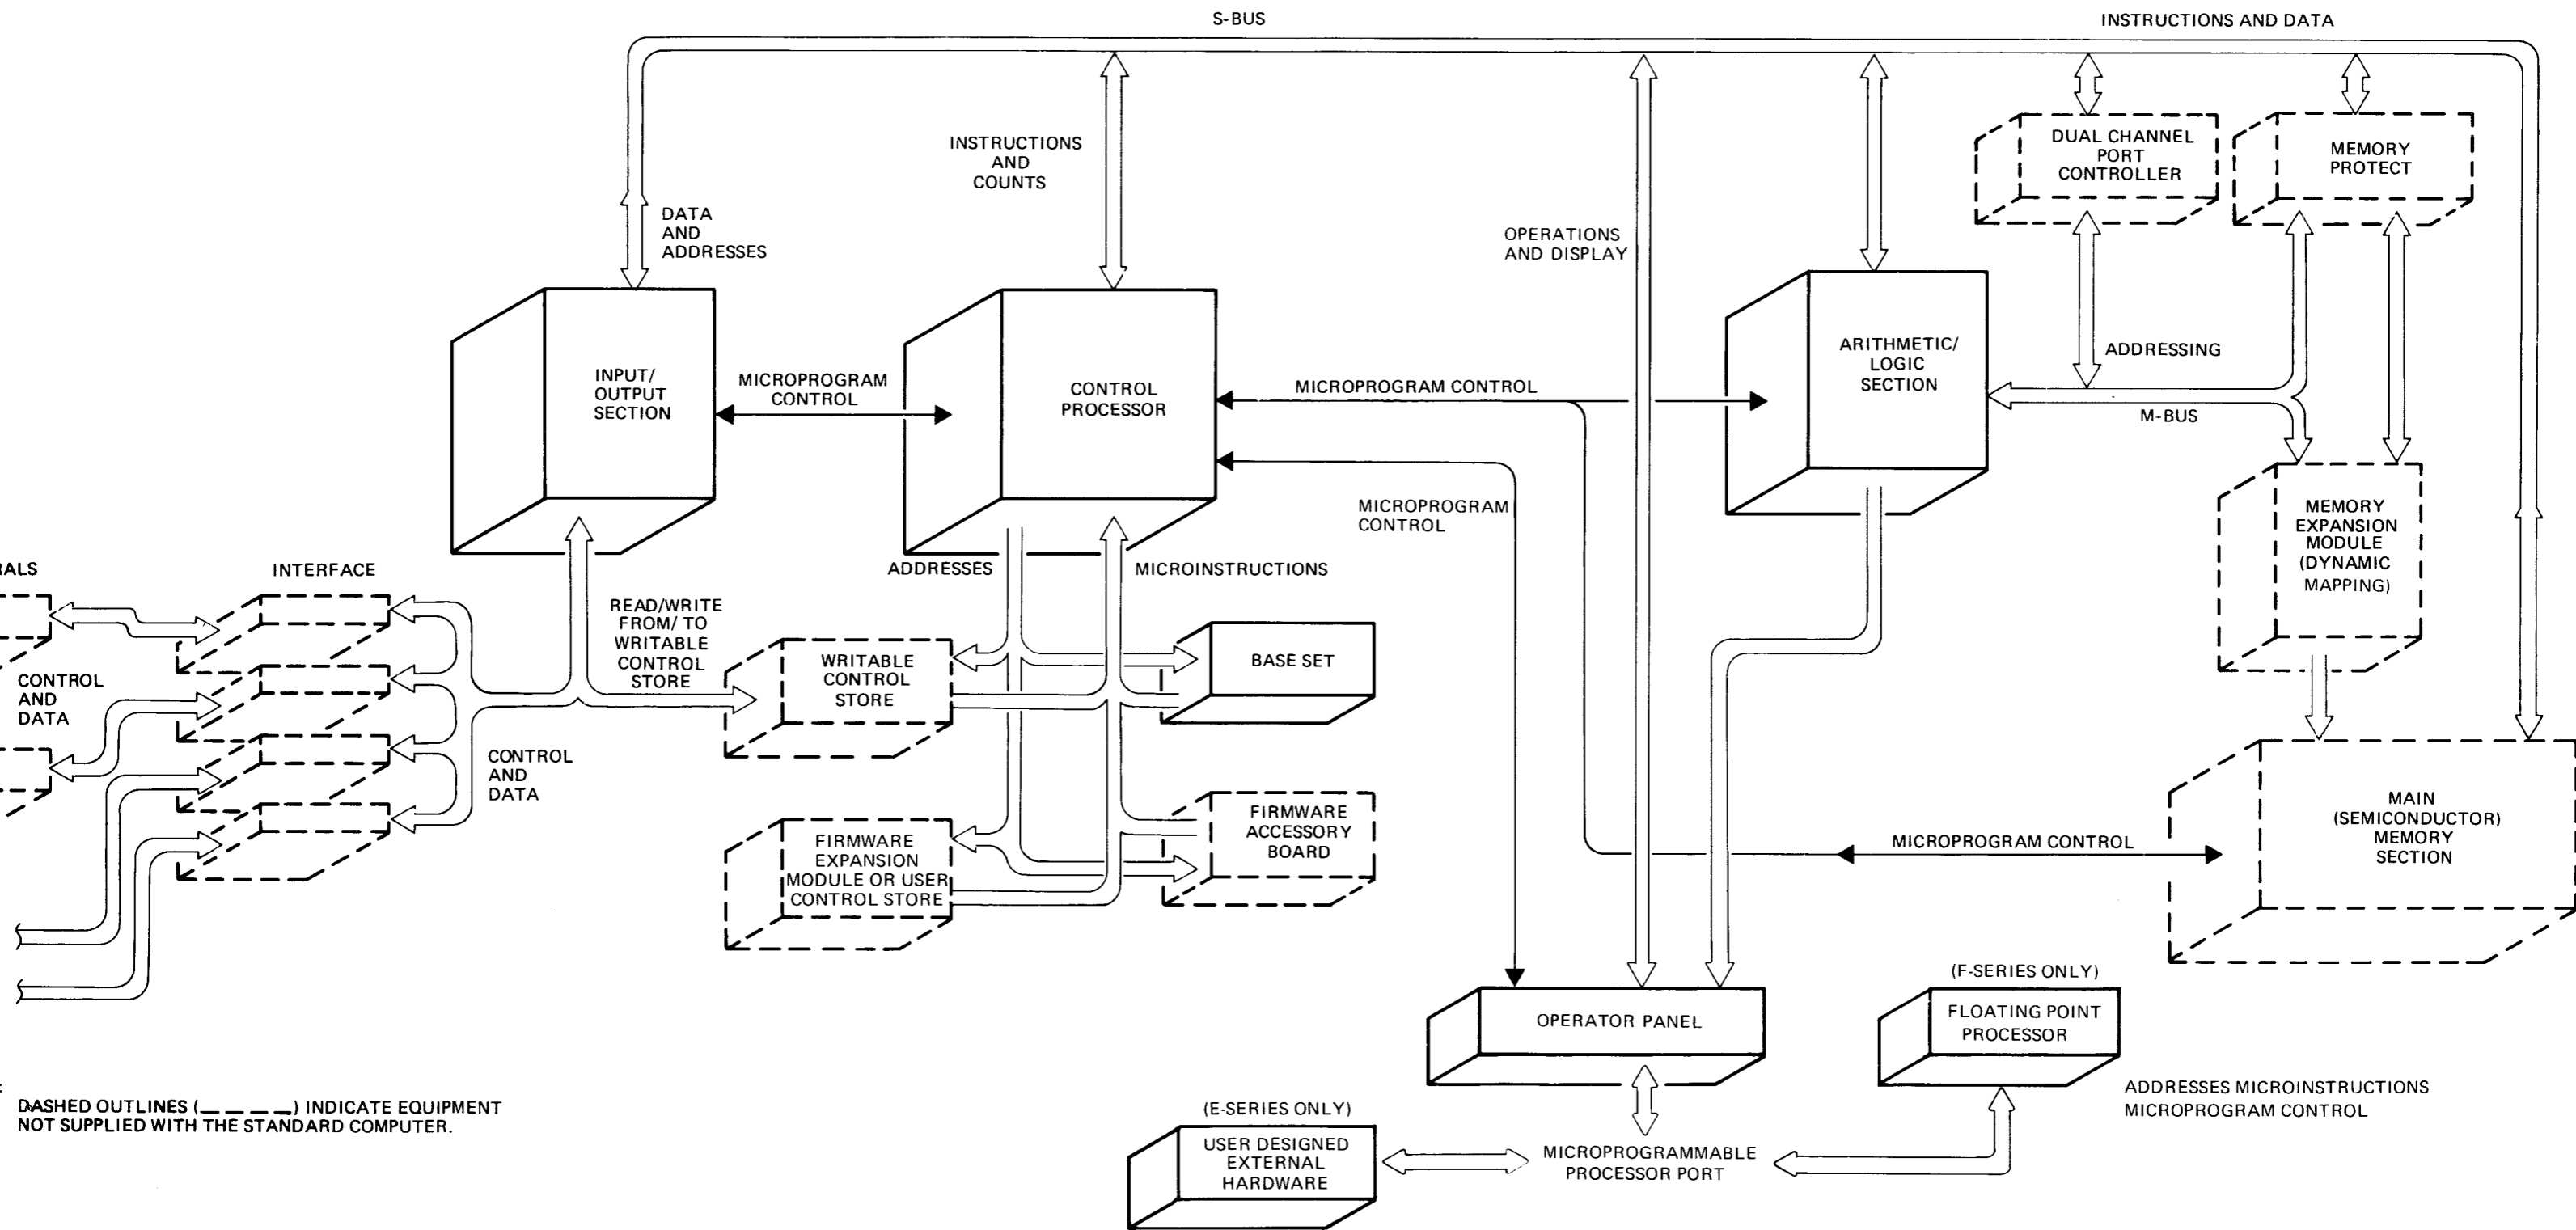 S-BUS
INSTRUCTIONS AND DATA
INSTRUCTIONS
AND
COUNTS
DUAL CHANNEL
PORT
CONTROLLER
MEMORY
PROTECT
DATA
AND
ADDRESSES
OPERATIONS
AND DISPLAY
INPUT/
OUTPUT
SECTION
MICROPROGRAM
CONTROL
CONTROL
PROCESSOR
MICROPROGRAM CONTROL
ARITHMETIC/
LOGIC
SECTION
ADDRESSING
M-BUS
MICROPROGRAM
CONTROL
MEMORY
EXPANSION
MODULE
(DYNAMIC
MAPPING)
RALS
INTERFACE
ADDRESSES
MICROINSTRUCTIONS
READ/WRITE
FROM/ TO
WRITABLE
CONTROL
STORE
CONTROL
AND
DATA
WRITABLE
CONTROL
STORE
BASE SET
CONTROL
AND
DATA
FIRMWARE
EXPANSION
MODULE OR USER
CONTROL STORE
FIRMWARE
ACCESSORY
BOARD
MICROPROGRAM CONTROL
MAIN
(SEMICONDUCTOR)
MEMORY
SECTION
OPERATOR PANEL
(F-SERIES ONLY)
FLOATING POINT
PROCESSOR
ADDRESSES MICROINSTRUCTIONS
MICROPROGRAM CONTROL
: DASHED OUTLINES (_ _ _ _ _) INDICATE EQUIPMENT
NOT SUPPLIED WITH THE STANDARD COMPUTER.
(E-SERIES ONLY)
USER DESIGNED
EXTERNAL
HARDWARE
MICROPROGRAMMABLE
PROCESSOR PORT